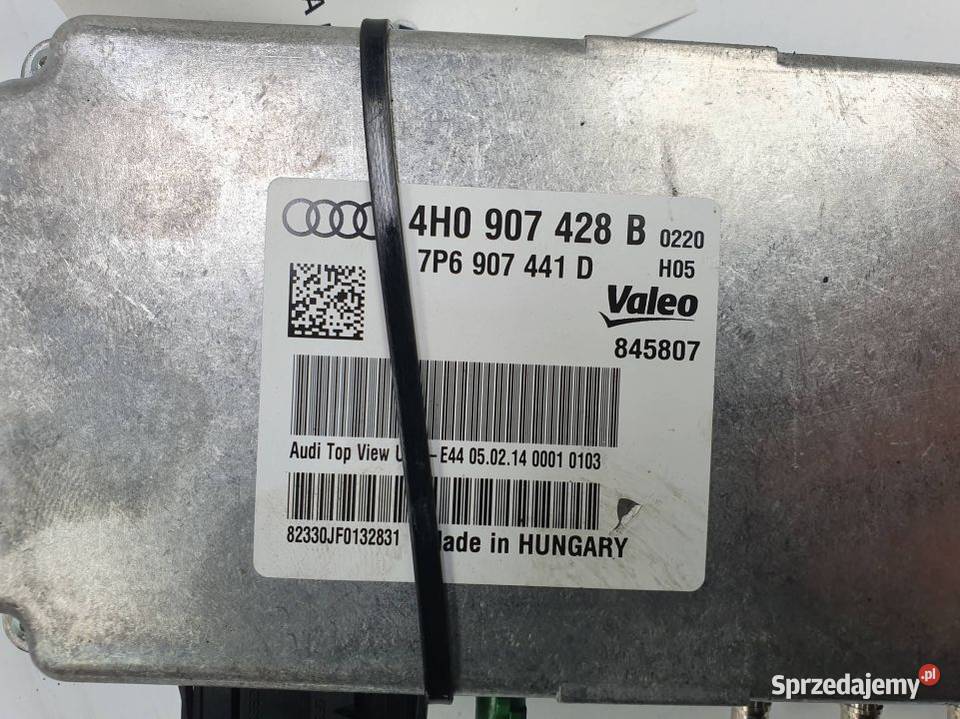 4H0 907 428 B 0220
7P6 907 441 D H05
Valeo
845807
Audi Top View E44 05.02.14 0001 0103
82330JF0132831 Made in HUNGARY
Sprzedajemy.pl